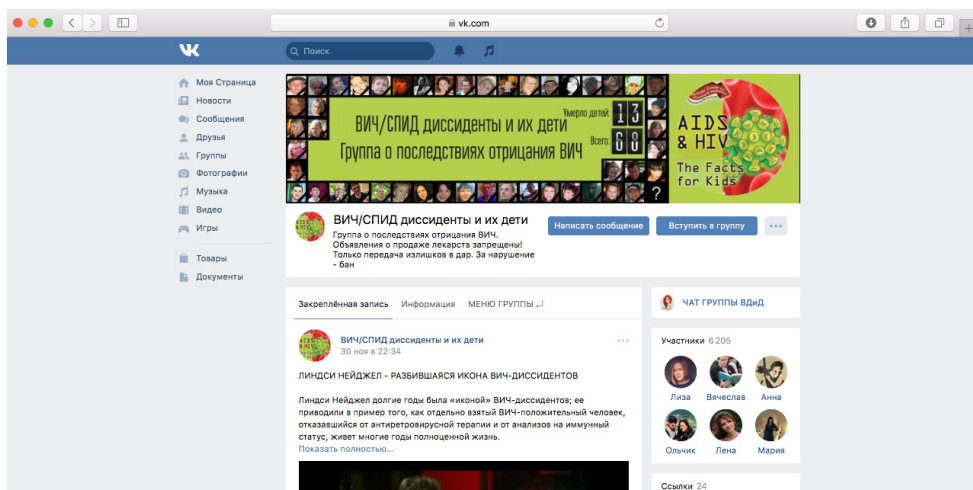 vk.com
Поиск
Моя Страница
Новости
Сообщения
Друзья
Группы
Фотографии
Музыка
Видео
Игры
Товары
Документы
ВИЧ/СПИД диссиденты и их дети
Группа о последствиях отрицания ВИЧ
Умерло детей: 13
Всего: 68
AIDS
& HIV
The Facts
for Kids
?
ВИЧ/СПИД диссиденты и их дети
Группа о последствиях отрицания ВИЧ.
Объявления о продаже лекарств запрещены!
Только передача излишков в дар. За нарушение
- бан
Написать сообщение
Вступить в группу
Закреплённая запись
Информация
МЕНЮ ГРУППЫ
ВИЧ/СПИД диссиденты и их дети
30 ноя в 22:34
ЛИНДСИ НЕЙДЖЕЛ - РАЗБИВШАЯСЯ ИКОНА ВИЧ-ДИССИДЕНТОВ
Линдси Нейджел долгие годы была «иконой» ВИЧ-диссидентов; ее
приводили в пример того, как отдельно взятый ВИЧ-положительный человек,
отказавшийся от антиретровирусной терапии и от анализов на иммунный
статус, живет многие годы полноценной жизнь.
Показать полностью...
ЧАТ ГРУППЫ ВДиД
Участники 6 205
Лиза
Вячеслав
Анна
Ольчик
Лена
Мария
Ссылки 24